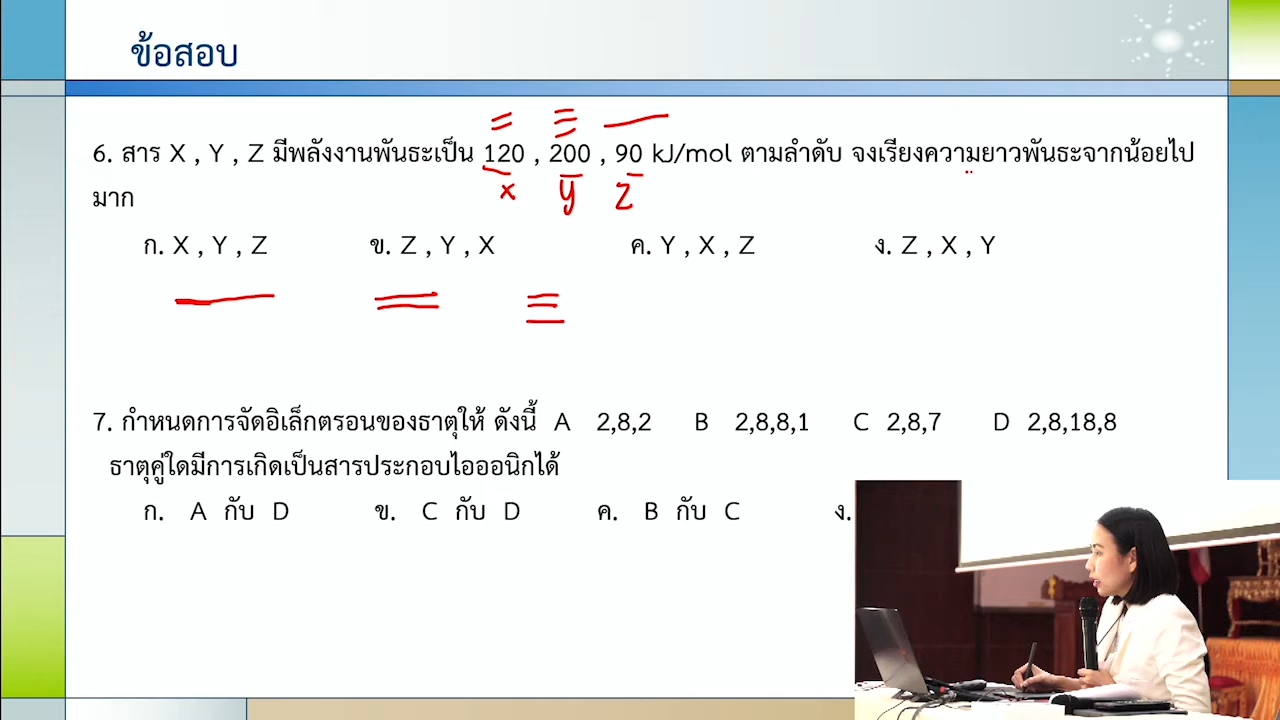 ข้อสอบ
6. สาร X , Y , Z มีพลังงานพันธะเป็น 120 , 200 , 90 kJ/mol ตามลำดับ จงเรียงความยาวพันธะจากน้อยไป
x y z
มาก
ก. X , Y , Z ข. Z , Y , X ค. Y , X , Z ง. Z , X , Y
7. กำหนดการจัดอิเล็กตรอนของธาตุให้ ดังนี้ A 2,8,2 B 2,8,8,1 C 2,8,7 D 2,8,18,8
ธาตุคู่ใดมีการเกิดเป็นสารประกอบไอออนิกได้
ก. A กับ D ข. C กับ D ค. B กับ C ง.